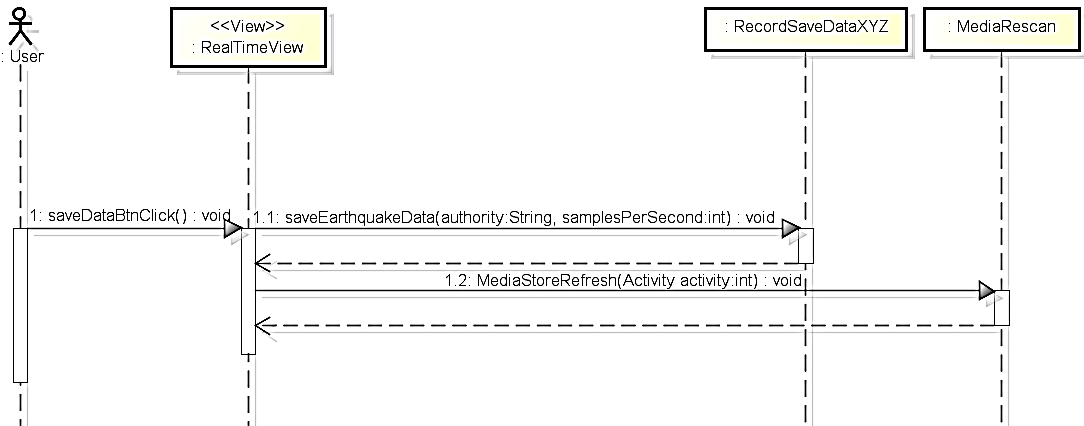 : User
<<View>>
: RealTimeView
: RecordSaveDataXYZ
: MediaRescan
1: saveDataBtnClick() : void
1.1: saveEarthquakeData(authority:String, samplesPerSecond:int) : void
1.2: MediaStoreRefresh(Activity activity:int) : void